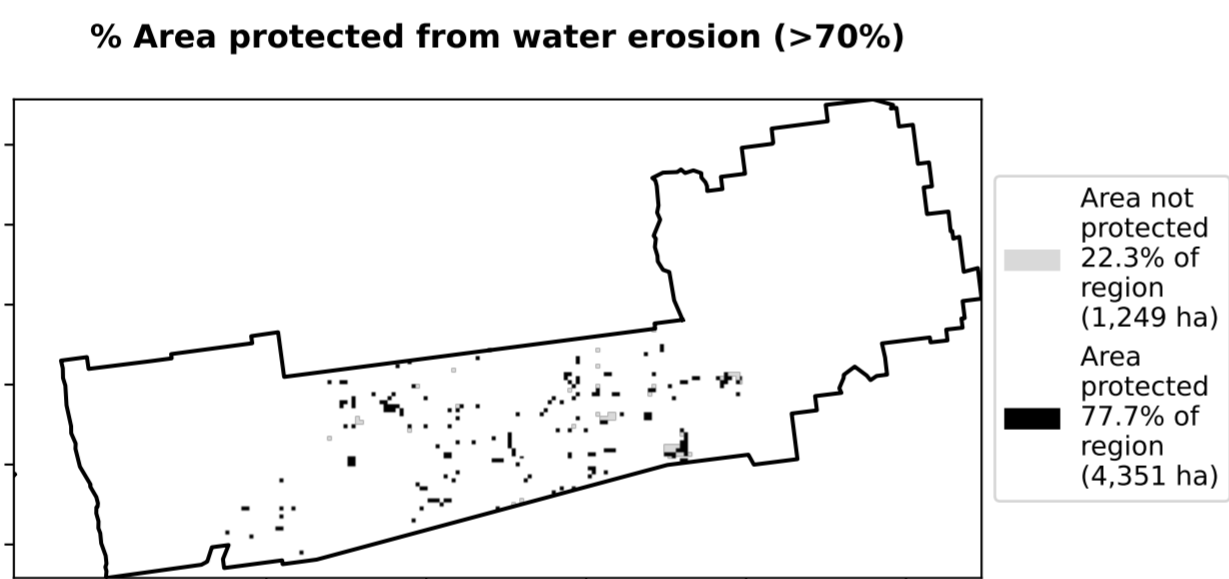 % Area protected from water erosion (>70%)
Area not
protected
22.3% of
region
(1,249 ha)
Area
protected
77.7% of
region
(4,351 ha)